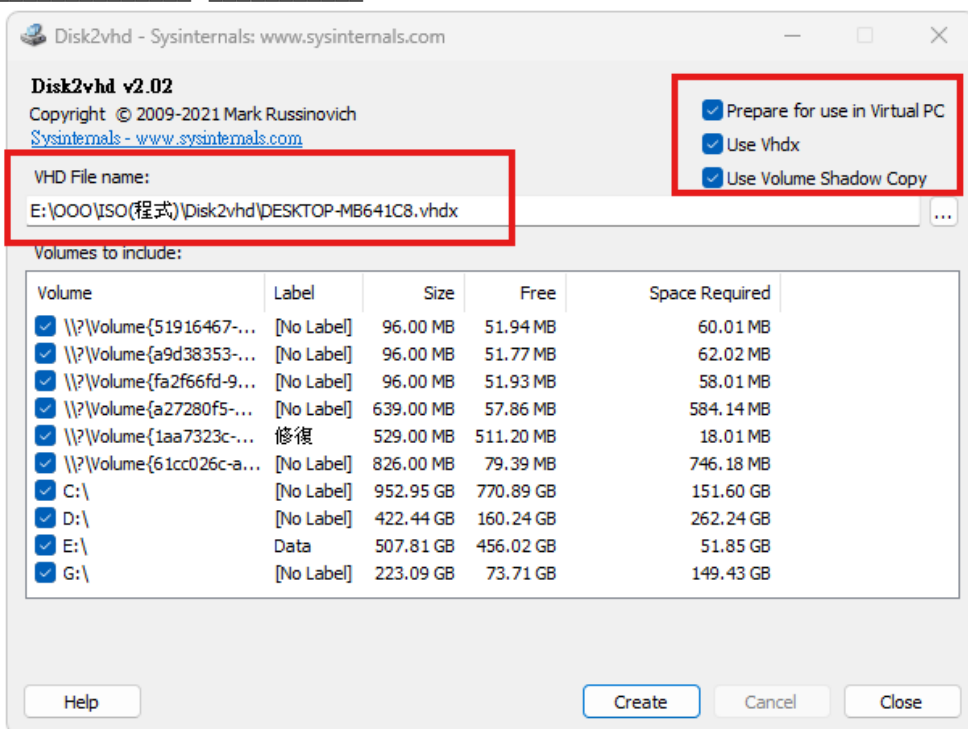 Disk2vhd - Sysinternals: www.sysinternals.com
Disk2vhd v2.02
Copyright © 2009-2021 Mark Russinovich
Sysinternals - www.sysinternals.com
Prepare for use in Virtual PC
Use Vhdx
Use Volume Shadow Copy
VHD File name:
E:\OOO\ISO(程式)\Disk2vhd\DESKTOP-MB641C8.vhdx
...
Volumes to include:
Volume Label Size Free Space Required
\\?\Volume{51916467-... [No Label] 96.00 MB 51.94 MB 60.01 MB
\\?\Volume{a9d38353-... [No Label] 96.00 MB 51.77 MB 62.02 MB
\\?\Volume{fa2f66fd-9... [No Label] 96.00 MB 51.93 MB 58.01 MB
\\?\Volume{a27280f5-... [No Label] 639.00 MB 57.86 MB 584.14 MB
\\?\Volume{1aa7323c-... 修復 529.00 MB 511.20 MB 18.01 MB
\\?\Volume{61cc026c-a... [No Label] 826.00 MB 79.39 MB 746.18 MB
C:\ [No Label] 952.95 GB 770.89 GB 151.60 GB
D:\ [No Label] 422.44 GB 160.24 GB 262.24 GB
E:\ Data 507.81 GB 456.02 GB 51.85 GB
G:\ [No Label] 223.09 GB 73.71 GB 149.43 GB
Help Create Cancel Close